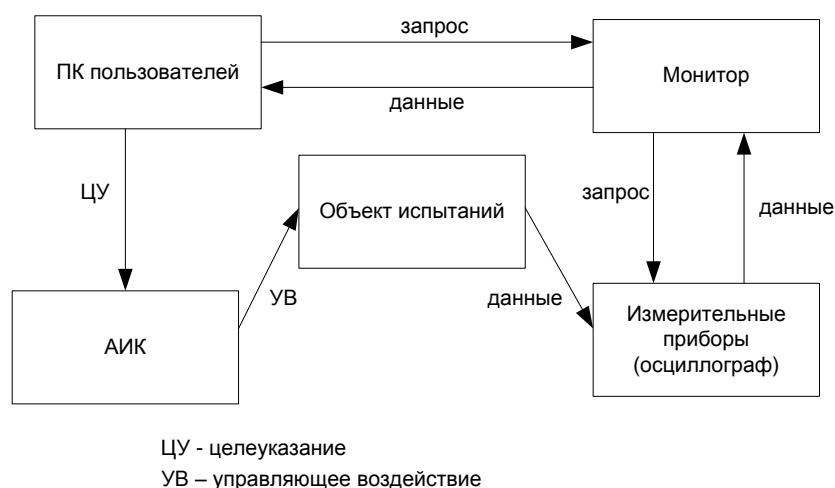 запрос
ПК пользователей
Монитор
данные
ЦУ
Объект испытаний
запрос
данные
УВ
данные
АИК
Измерительные
приборы
(осциллограф)
ЦУ - целеуказание
УВ – управляющее воздействие